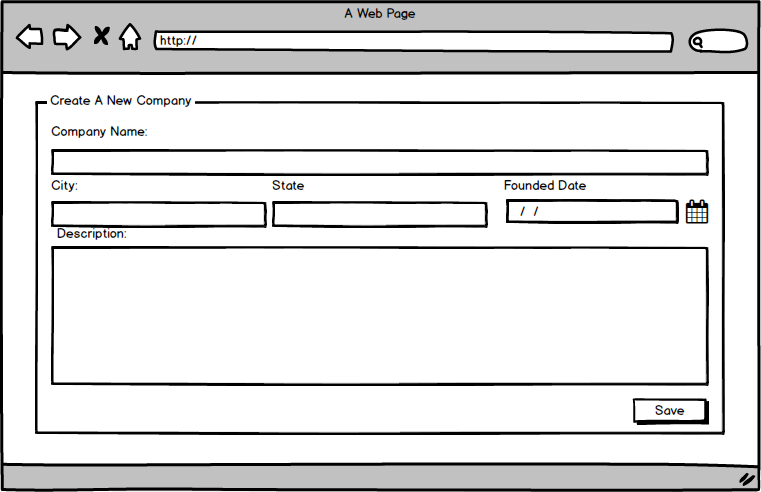 A Web Page
http://
Create A New Company
Company Name:
City: State Founded Date
/ /
Description:
Save